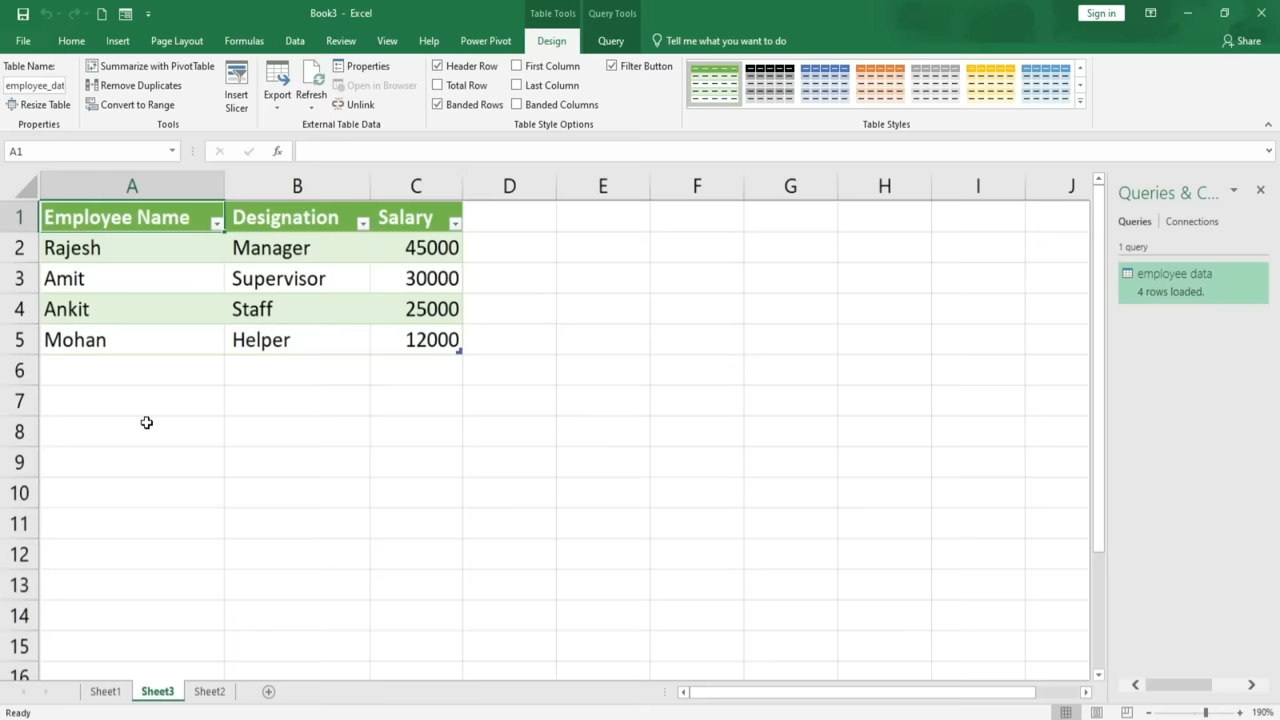 Book3 - Excel
Table Tools
Query Tools
Sign in
File
Home
Insert
Page Layout
Formulas
Data
Review
View
Help
Power Pivot
Design
Query
Tell me what you want to do
Share
Table Name:
employee_dat
Resize Table
Properties
Summarize with PivotTable
Remove Duplicates
Convert to Range
Tools
Insert
Slicer
Export
Refresh
Properties
Open in Browser
Unlink
External Table Data
Header Row
First Column
Filter Button
Total Row
Last Column
Banded Rows
Banded Columns
Table Style Options
Table Styles
A1
fx
A B C D E F G H I J
1 Employee Name Designation Salary
2 Rajesh Manager 45000
3 Amit Supervisor 30000
4 Ankit Staff 25000
5 Mohan Helper 12000
6
7
8
9
10
11
12
13
14
15
16
Queries & C...
Queries | Connections
1 query
employee data
4 rows loaded.
Sheet1
Sheet3
Sheet2
Ready
190%